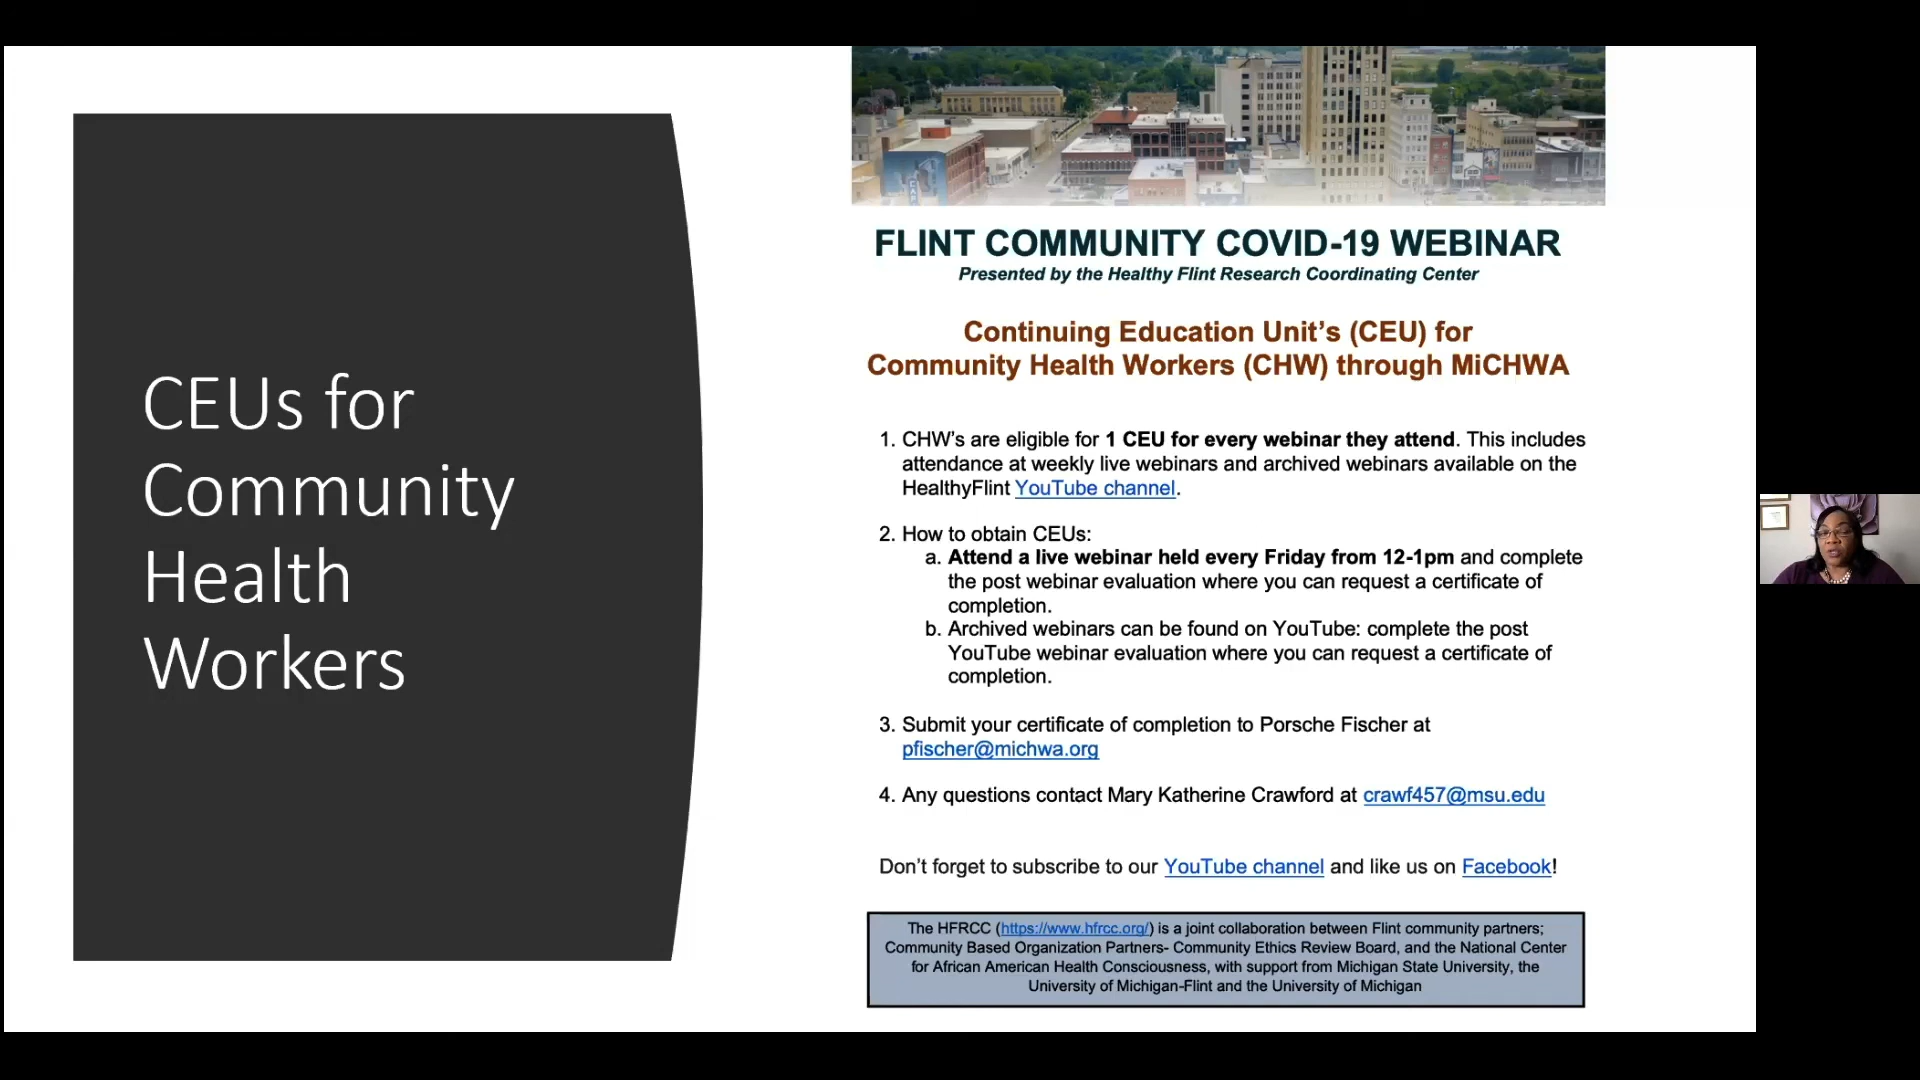 CEUs for
Community
Health
Workers
FLINT COMMUNITY COVID-19 WEBINAR
Presented by the Healthy Flint Research Coordinating Center
Continuing Education Unit's (CEU) for
Community Health Workers (CHW) through MiCHWA
1. CHW's are eligible for 1 CEU for every webinar they attend. This includes
attendance at weekly live webinars and archived webinars available on the
HealthyFlint YouTube channel.
2. How to obtain CEUs:
a. Attend a live webinar held every Friday from 12-1pm and complete
the post webinar evaluation where you can request a certificate of
completion.
b. Archived webinars can be found on YouTube: complete the post
YouTube webinar evaluation where you can request a certificate of
completion.
3. Submit your certificate of completion to Porsche Fischer at
pfischer@michwa.org
4. Any questions contact Mary Katherine Crawford at crawf457@msu.edu
Don't forget to subscribe to our YouTube channel and like us on Facebook!
The HFRCC (https://www.hfrcc.org/) is a joint collaboration between Flint community partners;
Community Based Organization Partners- Community Ethics Review Board, and the National Center
for African American Health Consciousness, with support from Michigan State University, the
University of Michigan-Flint and the University of Michigan